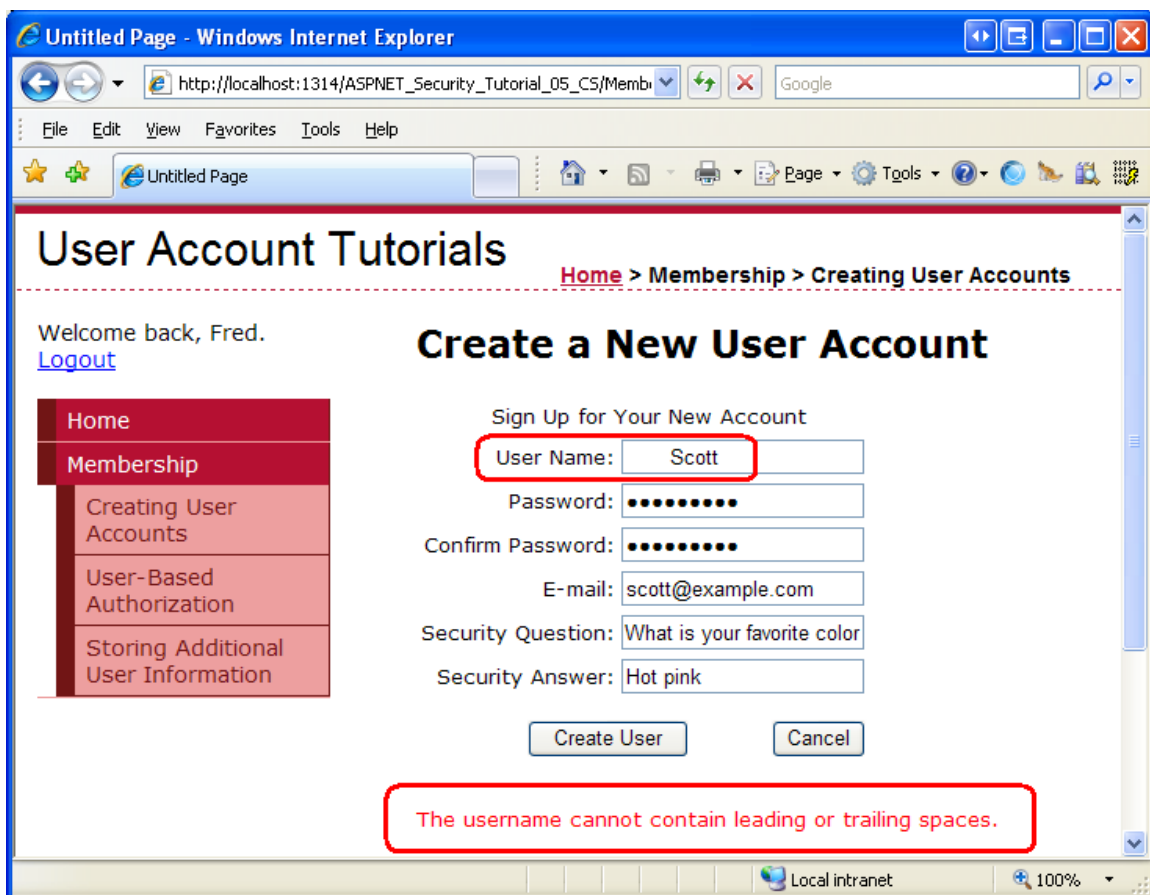 Untitled Page - Windows Internet Explorer
http://localhost:1314/ASPNET_Security_Tutorial_05_CS/Memb
Google
File Edit View Favorites Tools Help
Untitled Page
Page
Tools
User Account Tutorials
Home > Membership > Creating User Accounts
Welcome back, Fred.
Logout
Home
Membership
Creating User
Accounts
User-Based
Authorization
Storing Additional
User Information
Create a New User Account
Sign Up for Your New Account
User Name: Scott
Password: •••••••••
Confirm Password: •••••••••
E-mail: scott@example.com
Security Question: What is your favorite color
Security Answer: Hot pink
Create User Cancel
The username cannot contain leading or trailing spaces.
Local intranet
100%